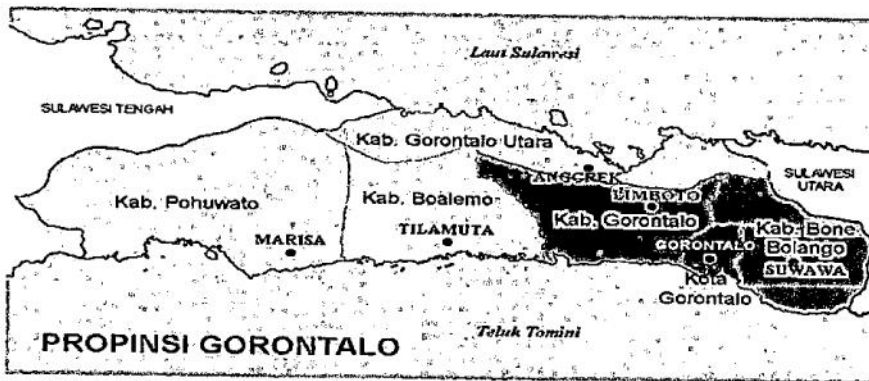 Laut Sulawesi
SULAWESI TENGAH
Kab. Gorontalo Utara
ANGGREK
SULAWESI
UTARA
Kab. Pohuwato
Kab. Boalemo
LIMBOTO
Kab. Gorontalo
Kab. Bone
Bolango
MARISA
TILAMUTA
GORONTALO
SUWAWA
Kota
Gorontalo
Teluk Tomini
PROPINSI GORONTALO